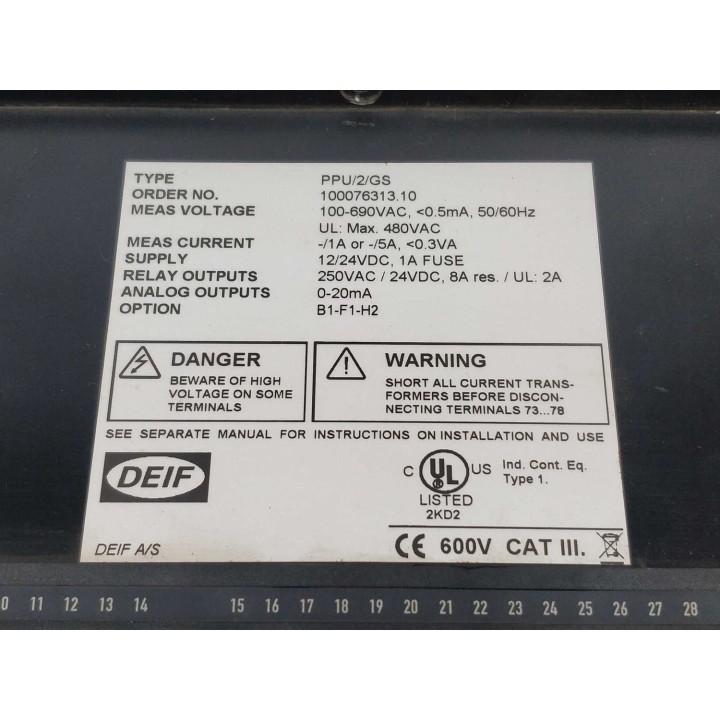 TYPE PPU/2/GS
ORDER NO. 100076313.10
MEAS VOLTAGE 100-690VAC, <0.5mA, 50/60Hz
UL: Max. 480VAC
MEAS CURRENT -/1A or -/5A, <0.3VA
SUPPLY 12/24VDC, 1A FUSE
RELAY OUTPUTS 250VAC / 24VDC, 8A res. / UL: 2A
ANALOG OUTPUTS 0-20mA
OPTION B1-F1-H2
DANGER
BEWARE OF HIGH
VOLTAGE ON SOME
TERMINALS
WARNING
SHORT ALL CURRENT TRANS-
FORMERS BEFORE DISCON-
NECTING TERMINALS 73...78
SEE SEPARATE MANUAL FOR INSTRUCTIONS ON INSTALLATION AND USE
DEIF
C UL US
LISTED
2KD2
Ind. Cont. Eq.
Type 1.
DEIF A/S
CE 600V CAT III.
0 11 12 13 14 15 16 17 18 19 20 21 22 23 24 25 26 27 28